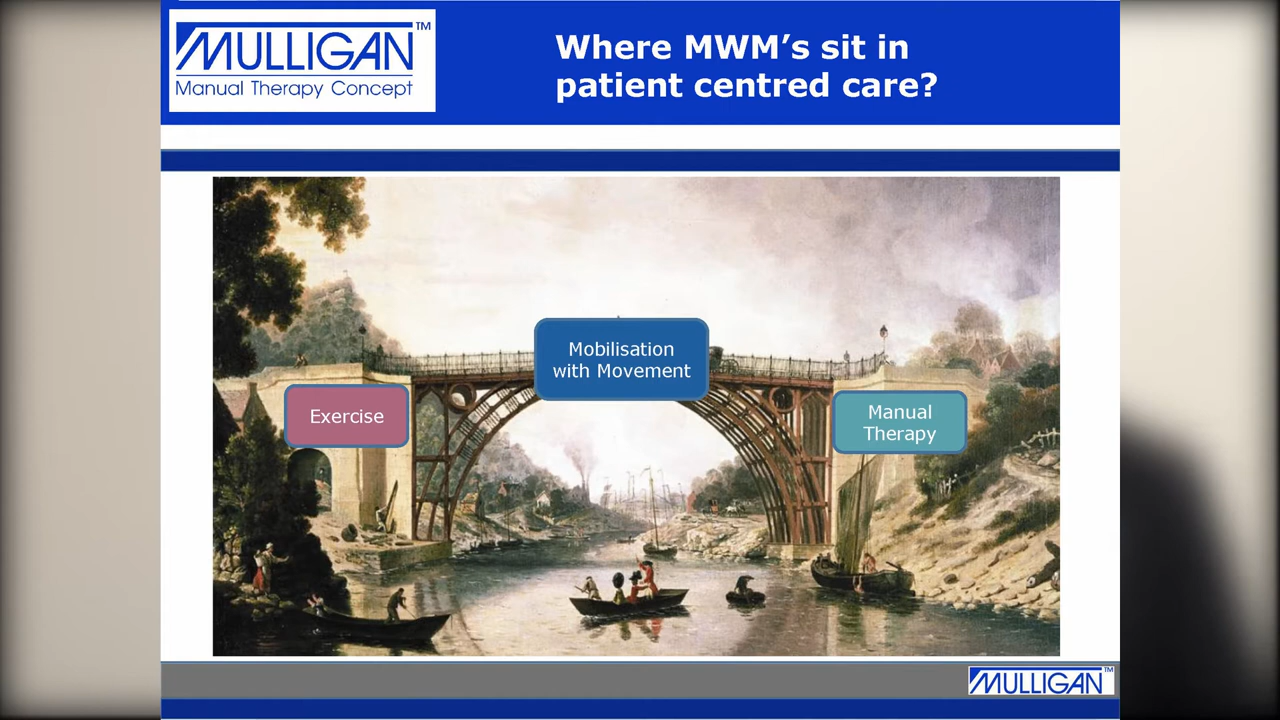 MULLIGAN™
Manual Therapy Concept
Where MWM’s sit in
patient centred care?
Mobilisation
with Movement
Exercise
Manual
Therapy
MULLIGAN™